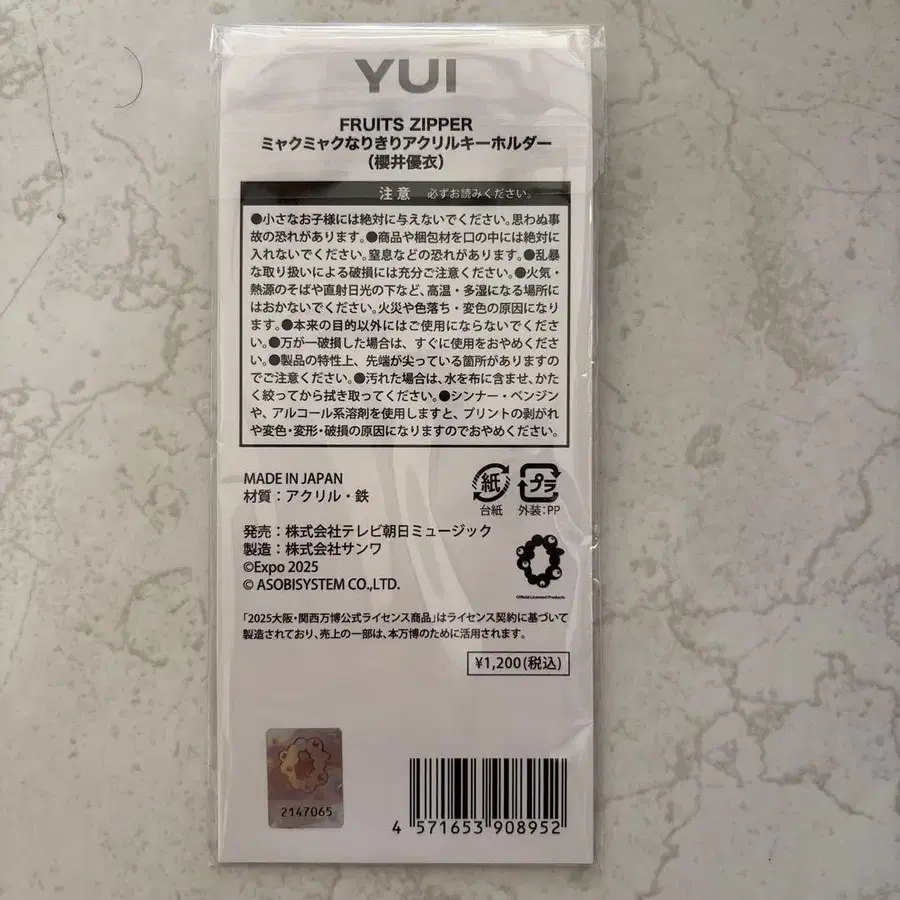 YUI
FRUITS ZIPPER
ミャクミャクなりきりアクリルキーホルダー
（櫻井優衣）
注意 必ずお読みください。
●小さなお子様には絶対に与えないでください。思わぬ事
故の恐れがあります。●商品や梱包材を口の中には絶対に
入れないでください。窒息などの恐れがあります。●乱暴
な取り扱いによる破損には充分ご注意ください。●火気・
熱源のそばや直射日光の下など、高温・多湿になる場所に
はおかないでください。火災や色落ち・変色の原因になり
ます。●本来の目的以外にはご使用にならないでくださ
い。●万が一破損した場合は、すぐに使用をおやめくださ
い。●製品の特性上、先端が尖っている箇所がありますの
でご注意ください。●汚れた場合は、水を布に含ませ、かた
く絞ってから拭き取ってください。●シンナー・ベンジン
や、アルコール系溶剤を使用しますと、プリントの剥がれ
や変色・変形・破損の原因になりますのでおやめください。
MADE IN JAPAN
材質：アクリル・鉄
紙 プラ
台紙 外装：PP
発売：株式会社テレビ朝日ミュージック
製造：株式会社サンワ
©Expo 2025
© ASOBISYSTEM CO.,LTD.
Official Licensed Products
「2025大阪・関西万博公式ライセンス商品」はライセンス契約に基づいて
製造されており、売上の一部は、本万博のために活用されます。
¥1,200(税込)
2147065
4 571653 908952